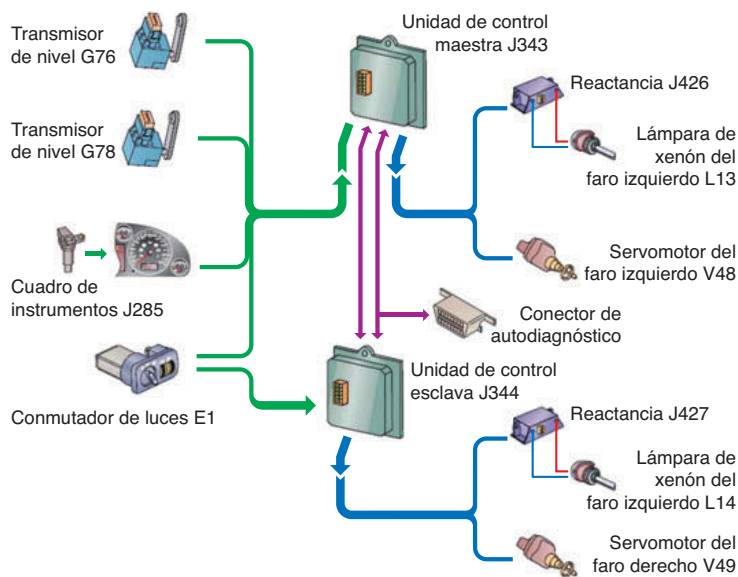 Transmisor
de nivel G76
Transmisor
de nivel G78
Cuadro de
instrumentos J285
Conmutador de luces E1
Unidad de control
maestra J343
Reactancia J426
Lámpara de
xenón del
faro izquierdo L13
Servomotor del
faro izquierdo V48
Conector de
autodiagnóstico
Unidad de control
esclava J344
Reactancia J427
Lámpara de
xenón del
faro izquierdo L14
Servomotor del
faro derecho V49